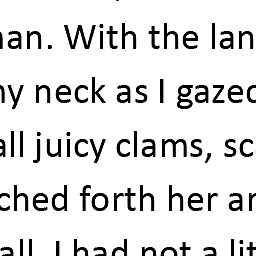 nan. With the lan
ny neck as I gazed
all juicy clams, sc
ched forth her ar
all. I had not a lit